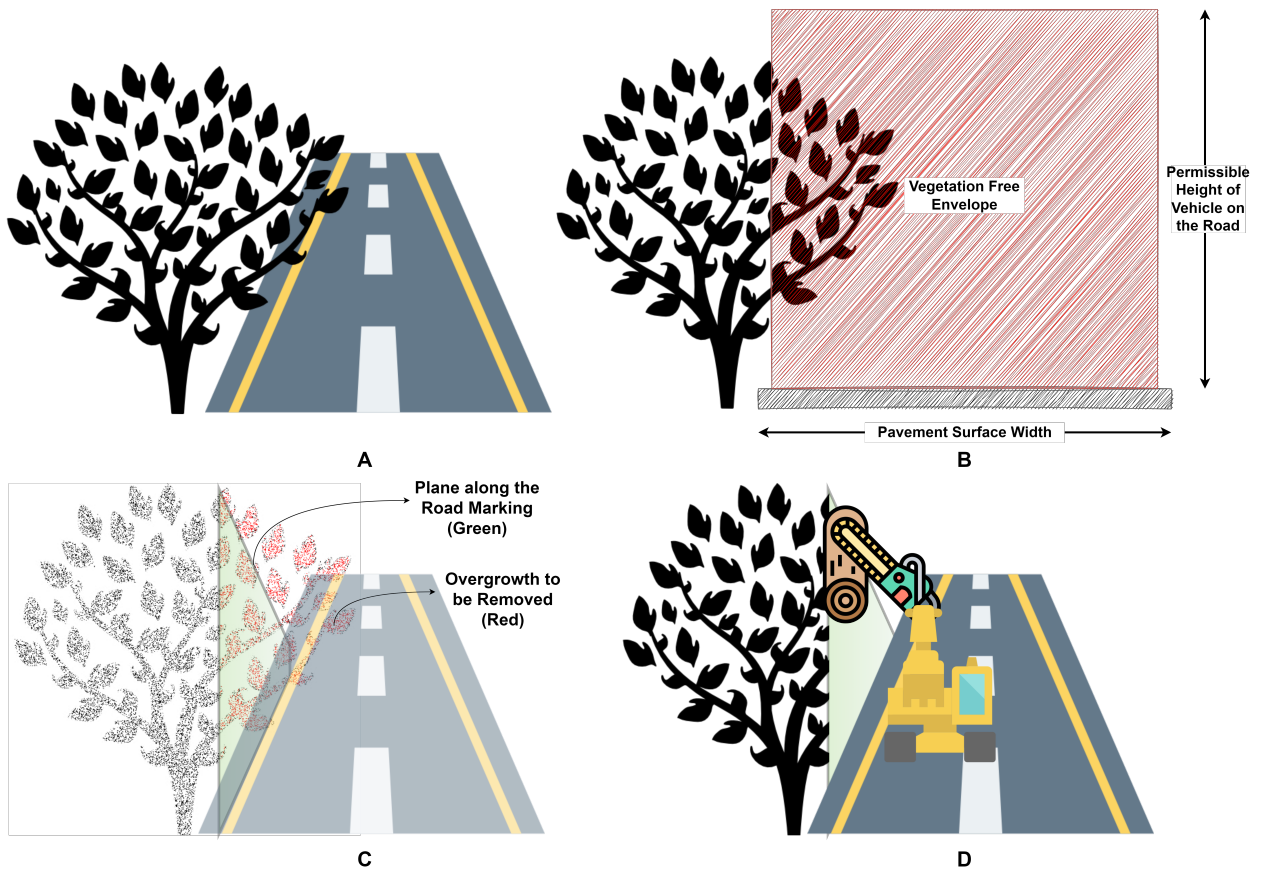 Vegetation Free
Envelope
Permissible
Height of
Vehicle on
the Road
Pavement Surface Width
A
B
Plane along the
Road Marking
(Green)
Overgrowth to
be Removed
(Red)
C
D